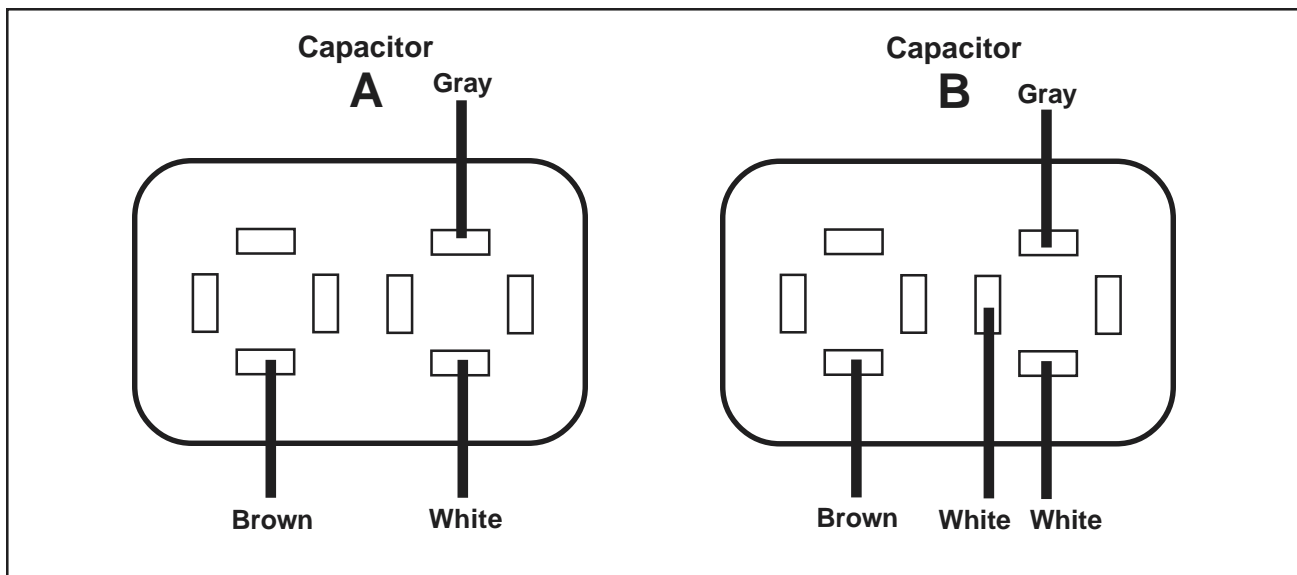 Capacitor
A
Gray
Brown
White
Capacitor
B
Gray
Brown
White
White